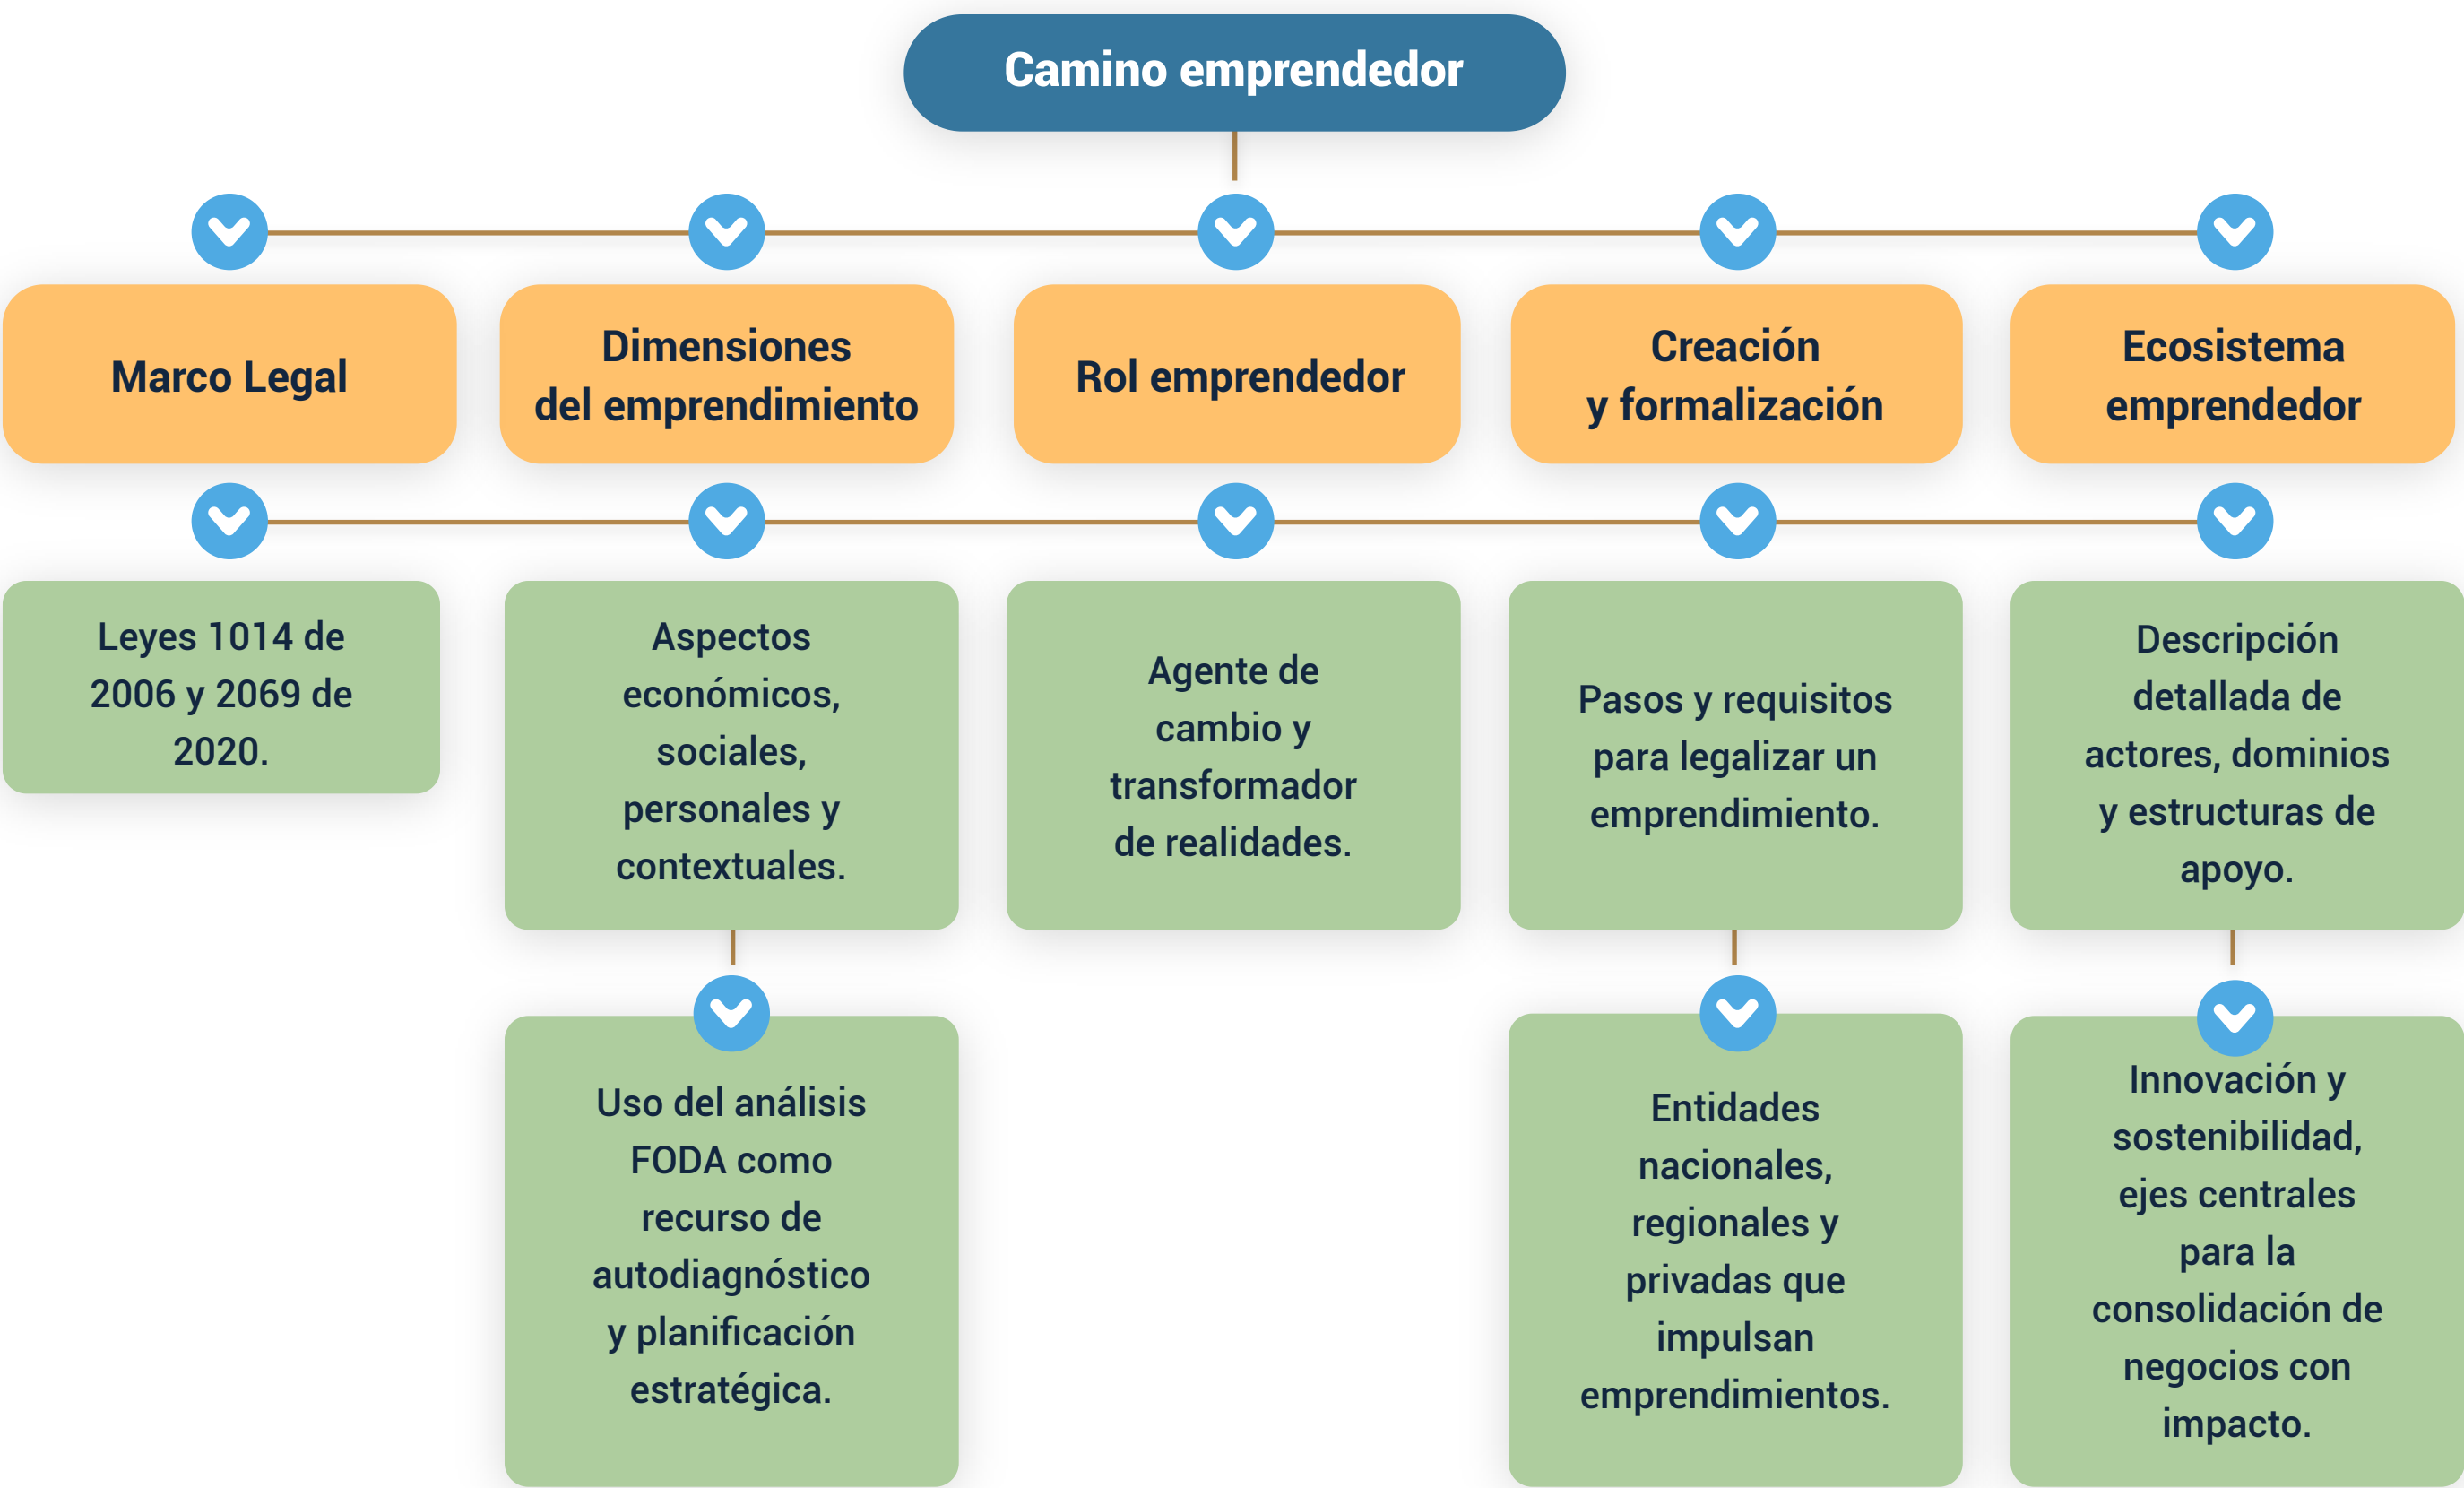 Camino emprendedor
Marco Legal
Dimensiones
del emprendimiento
Rol emprendedor
Creación
y formalización
Ecosistema
emprendedor
Leyes 1014 de
2006 y 2069 de
2020.
Aspectos
económicos,
sociales,
personales y
contextuales.
Agente de
cambio y
transformador
de realidades.
Pasos y requisitos
para legalizar un
emprendimiento.
Descripción
detallada de
actores, dominios
y estructuras de
apoyo.
Uso del análisis
FODA como
recurso de
autodiagnóstico
y planificación
estratégica.
Entidades
nacionales,
regionales y
privadas que
impulsan
emprendimientos.
Innovación y
sostenibilidad,
ejes centrales
para la
consolidación de
negocios con
impacto.